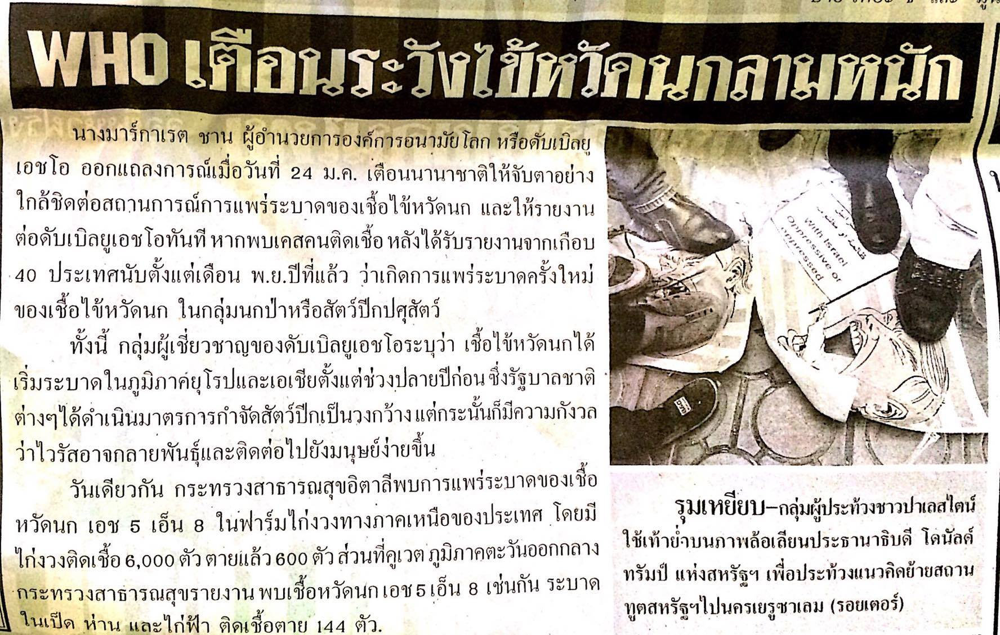 WHO เตือนระวังไข้หวัดนกลามหนัก
นางมาร์กาเรต ชาน ผู้อำนวยการองค์การอนามัยโลก หรือดับเบิลยู
เอชโอ ออกแถลงการณ์เมื่อวันที่ 24 ม.ค. เตือนนานาชาติให้จับตาอย่าง
ใกล้ชิดต่อสถานการณ์การแพร่ระบาดของเชื้อไข้หวัดนก และให้รายงาน
ต่อดับเบิลยูเอชโอทันที หากพบเคสคนติดเชื้อ หลังได้รับรายงานจากเกือบ
40 ประเทศนับตั้งแต่เดือน พ.ย.ปีที่แล้ว ว่าเกิดการแพร่ระบาดครั้งใหม่
ของเชื้อไข้หวัดนก ในกลุ่มนกป่าหรือสัตว์ปีกปศุสัตว์
ทั้งนี้ กลุ่มผู้เชี่ยวชาญของดับเบิลยูเอชโอระบุว่า เชื้อไข้หวัดนกได้
เริ่มระบาดในภูมิภาคยุโรปและเอเชียตั้งแต่ช่วงปลายปีก่อน ซึ่งรัฐบาลชาติ
ต่างๆได้ดำเนินมาตรการกำจัดสัตว์ปีกเป็นวงกว้าง แต่กระนั้นก็มีความกังวล
ว่าไวรัสอาจกลายพันธุ์และติดต่อไปยังมนุษย์ง่ายขึ้น
วันเดียวกัน กระทรวงสาธารณสุขอิตาลีพบการแพร่ระบาดของเชื้อ
หวัดนก เอช 5 เอ็น 8 ในฟาร์มไก่งวงทางภาคเหนือของประเทศ โดยมี
ไก่งวงติดเชื้อ 6,000 ตัว ตายแล้ว 600 ตัว ส่วนที่คูเวต ภูมิภาคตะวันออกกลาง
กระทรวงสาธารณสุขรายงาน พบเชื้อหวัดนก เอช 5 เอ็น 8 เช่นกัน ระบาด
ในเป็ด ห่าน และไก่ฟ้า ติดเชื้อตาย 144 ตัว.
With Israel
Oppressive or
oppressed
รุมเหยียบ–กลุ่มผู้ประท้วงชาวปาเลสไตน์
ใช้เท้าย่ำบนภาพล้อเลียนประธานาธิบดี โดนัลด์
ทรัมป์ แห่งสหรัฐฯ เพื่อประท้วงแนวคิดย้ายสถาน
ทูตสหรัฐฯไปนครเยรูซาเลม (รอยเตอร์)